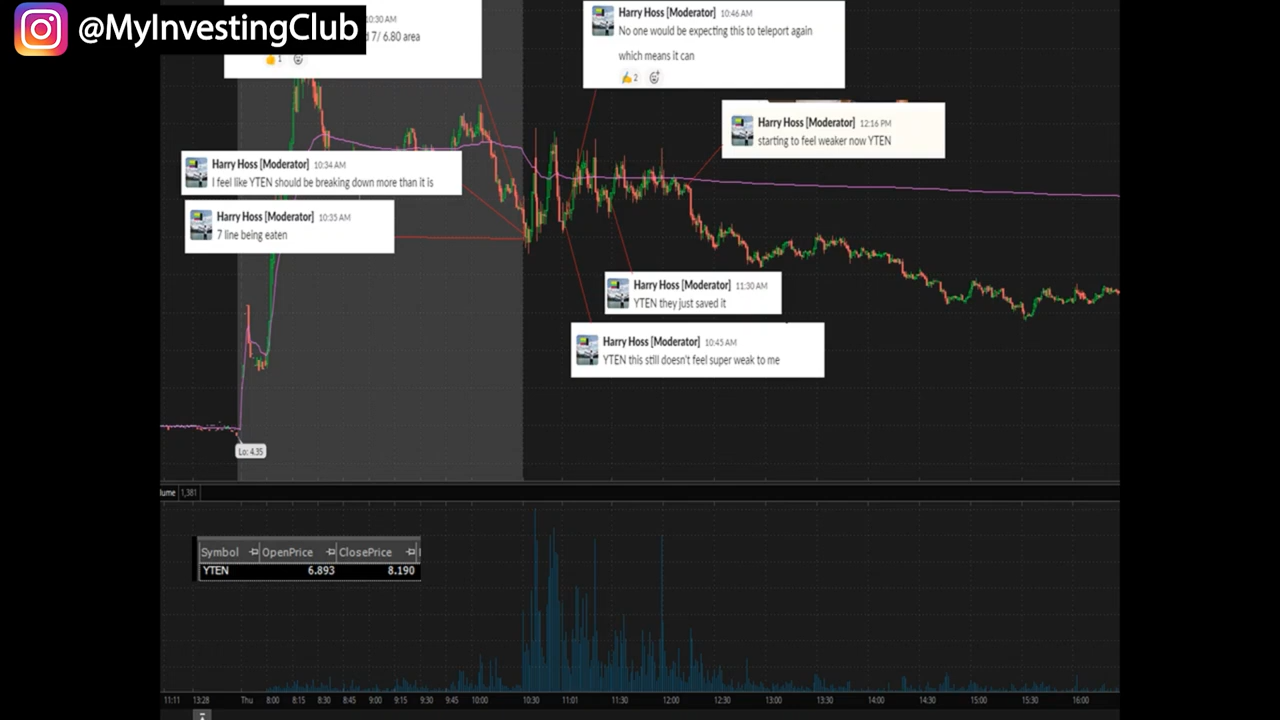 @MyInvestingClub
10:30 AM
7/ 6.80 area
1
Harry Hoss [Moderator] 10:46 AM
No one would be expecting this to teleport again
which means it can
2
Harry Hoss [Moderator] 12:16 PM
starting to feel weaker now YTEN
Harry Hoss [Moderator] 10:34 AM
I feel like YTEN should be breaking down more than it is
Harry Hoss [Moderator] 10:35 AM
7 line being eaten
Harry Hoss [Moderator] 11:30 AM
YTEN they just saved it
Harry Hoss [Moderator] 10:45 AM
YTEN this still doesn't feel super weak to me
Lo: 4.35
lume 1,381
Symbol OpenPrice ClosePrice
YTEN 6.893 8.190
11:11 13:28 Thu 8:00 8:15 8:30 8:45 9:00 9:15 9:30 9:45 10:00 10:30 11:01 11:30 12:00 12:30 13:00 13:30 14:00 14:30 15:00 15:30 16:00